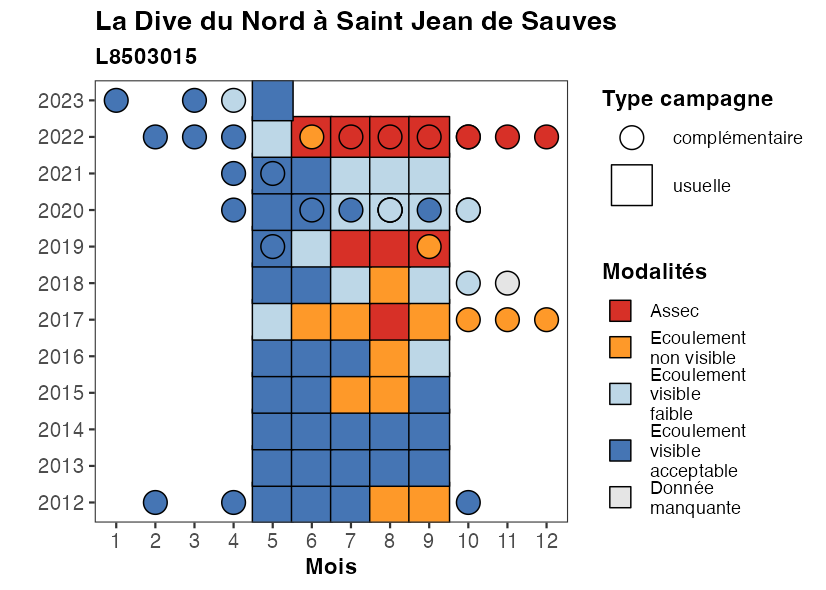 La Dive du Nord à Saint Jean de Sauves
L8503015
2023
2022
2021
2020
2019
2018
2017
2016
2015
2014
2013
2012
1 2 3 4 5 6 7 8 9 10 11 12
Mois
Type campagne
complémentaire
usuelle
Modalités
Assec
Ecoulement
non visible
Ecoulement
visible
faible
Ecoulement
visible
acceptable
Donnée
manquante